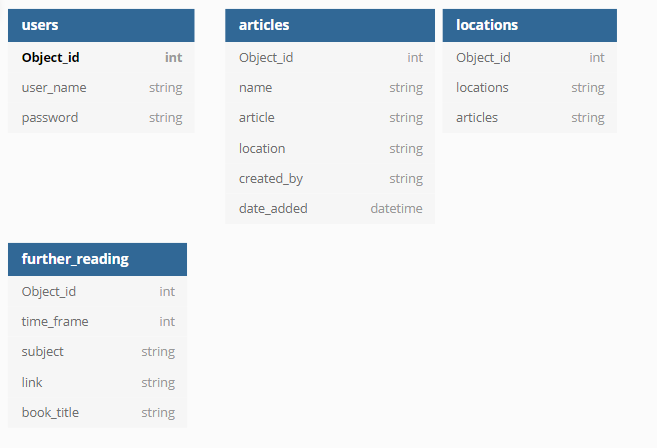 users
Object_id int
user_name string
password string
articles
Object_id int
name string
article string
location string
created_by string
date_added datetime
locations
Object_id int
locations string
articles string
further_reading
Object_id int
time_frame int
subject string
link string
book_title string